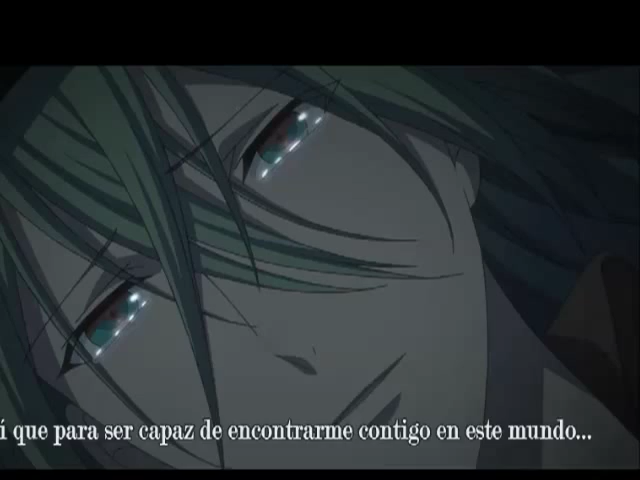 í que para ser capaz de encontrarme contigo en este mundo...